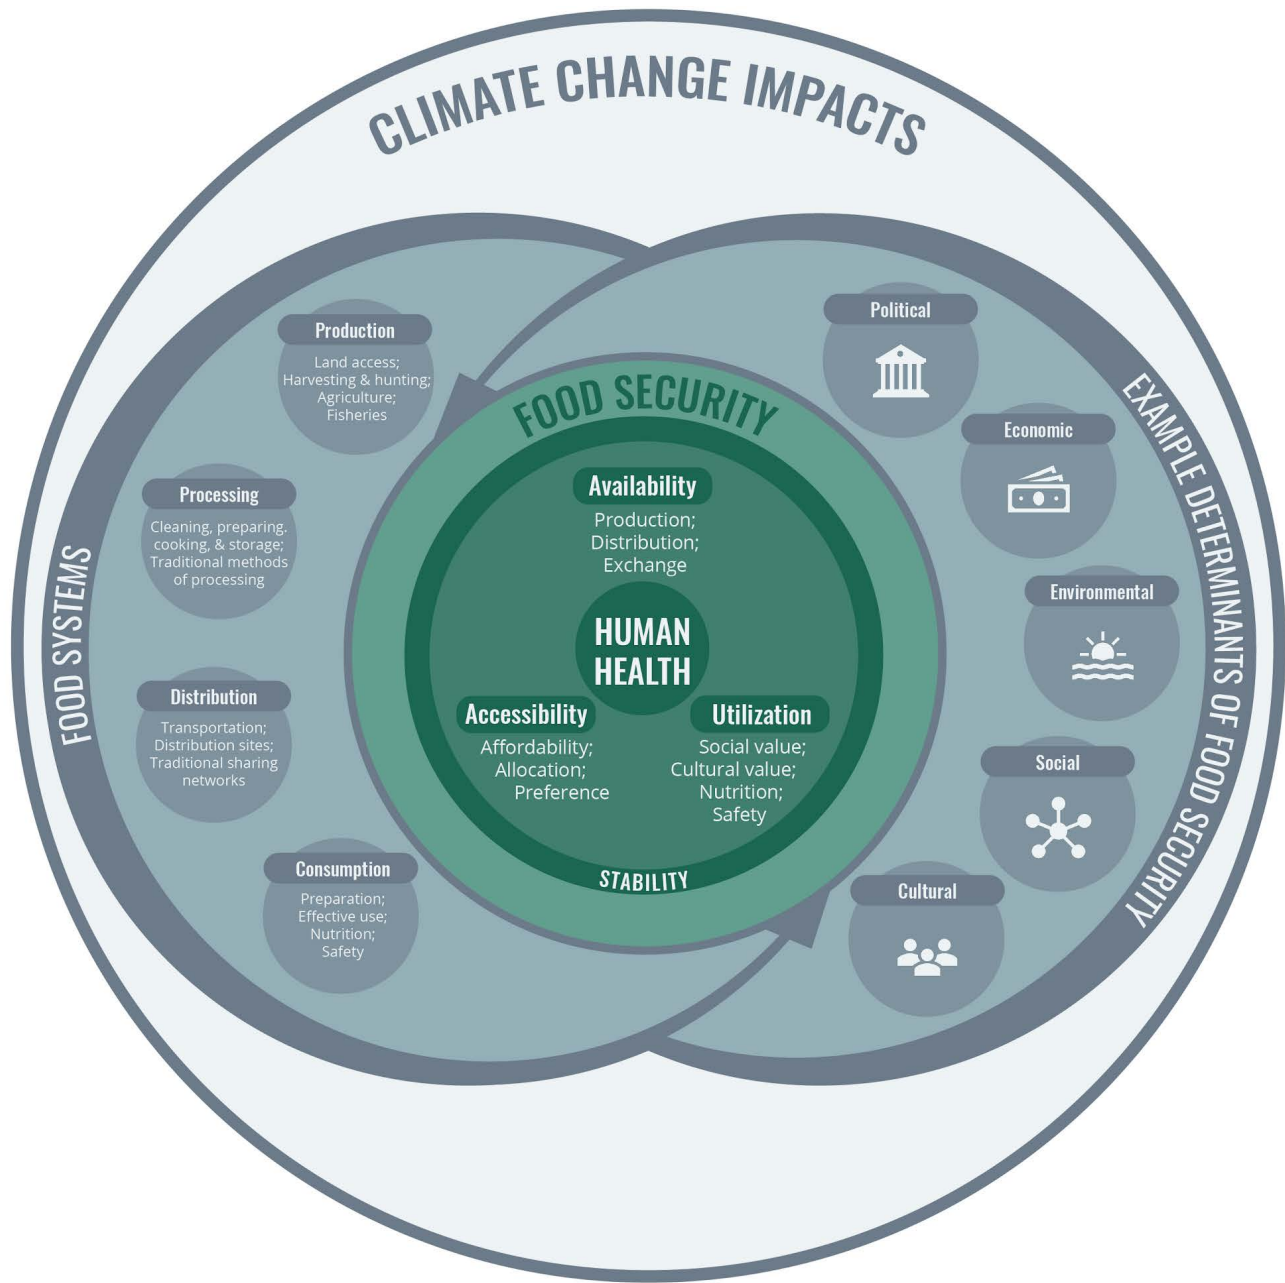 CLIMATE CHANGE IMPACTS
FOOD SYSTEMS
Production
Land access;
Harvesting & hunting;
Agriculture;
Fisheries
Processing
Cleaning, preparing.
cooking, & storage;
Traditional methods
of processing
Distribution
Transportation;
Distribution sites;
Traditional sharing
networks
Consumption
Preparation;
Effective use;
Nutrition;
Safety
FOOD SECURITY
Availability
Production;
Distribution;
Exchange
HUMAN
HEALTH
Accessibility
Affordability;
Allocation;
Preference
Utilization
Social value;
Cultural value;
Nutrition;
Safety
STABILITY
EXAMPLE DETERMINANTS OF FOOD SECURITY
Political
Economic
Environmental
Social
Cultural